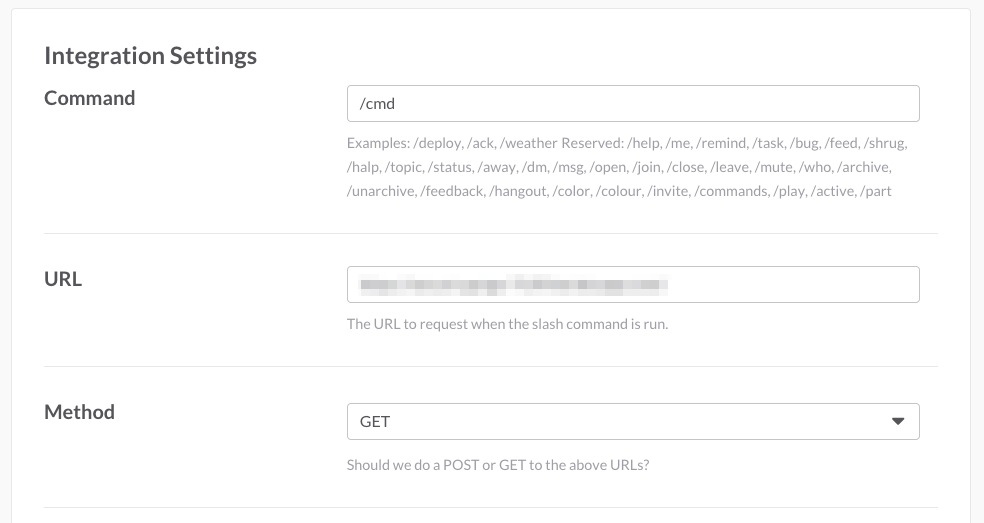 Integration Settings
Command
/cmd
Examples: /deploy, /ack, /weather Reserved: /help, /me, /remind, /task, /bug, /feed, /shrug,
/halp, /topic, /status, /away, /dm, /msg, /open, /join, /close, /leave, /mute, /who, /archive,
/unarchive, /feedback, /hangout, /color, /colour, /invite, /commands, /play, /active, /part
URL
The URL to request when the slash command is run.
Method
GET
Should we do a POST or GET to the above URLs?